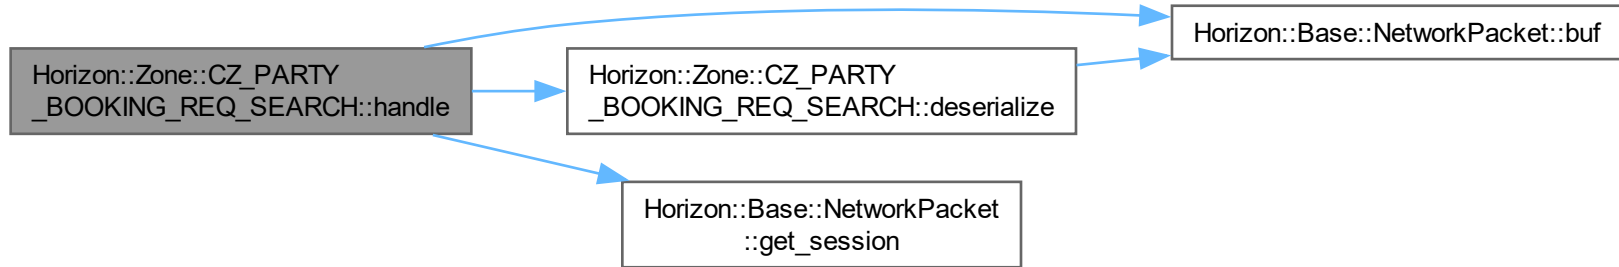 Horizon::Zone::CZ_PARTY
_BOOKING_REQ_SEARCH::handle
Horizon::Zone::CZ_PARTY
_BOOKING_REQ_SEARCH::deserialize
Horizon::Base::NetworkPacket::buf
Horizon::Base::NetworkPacket
::get_session